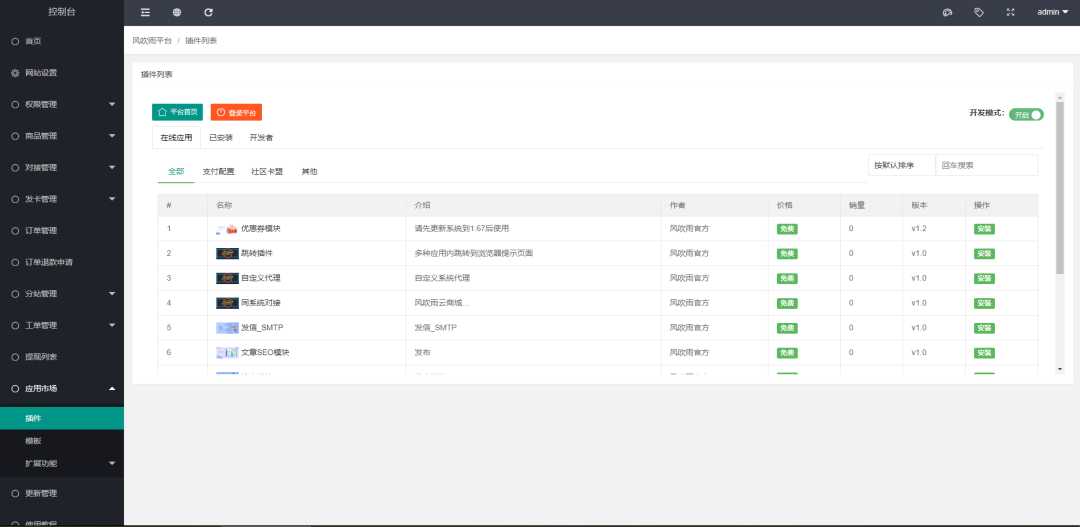 控制台
admin
首页
网站设置
权限管理
商品管理
对接管理
发卡管理
订单管理
订单退款申请
分站管理
工单管理
提现列表
应用市场
插件
模板
扩展功能
更新管理
使用教程
风吹雨平台 / 插件列表
插件列表
平台首页 登录平台
开发模式： 开启
在线应用 已安装 开发者
全部 支付配置 社区卡盟 其他
按默认排序 回车搜索
# 名称 介绍 作者 价格 销量 版本 操作
1 优惠券模块 请先更新系统到1.67后使用 风吹雨官方 免费 0 v1.2 安装
2 跳转插件 多种应用内跳转到浏览器提示页面 风吹雨官方 免费 0 v1.0 安装
3 自定义代理 自定义系统代理 风吹雨官方 免费 0 v1.0 安装
4 同系统对接 风吹雨云商城... 风吹雨官方 免费 0 v1.0 安装
5 发信_SMTP 发信_SMTP 风吹雨官方 免费 0 v1.0 安装
6 文章SEO模块 发布 风吹雨官方 免费 0 v1.0 安装